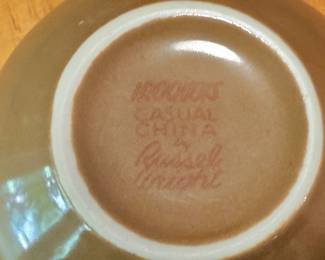 IROQUOIS
CASUAL
CHINA
by
Russel
Wright